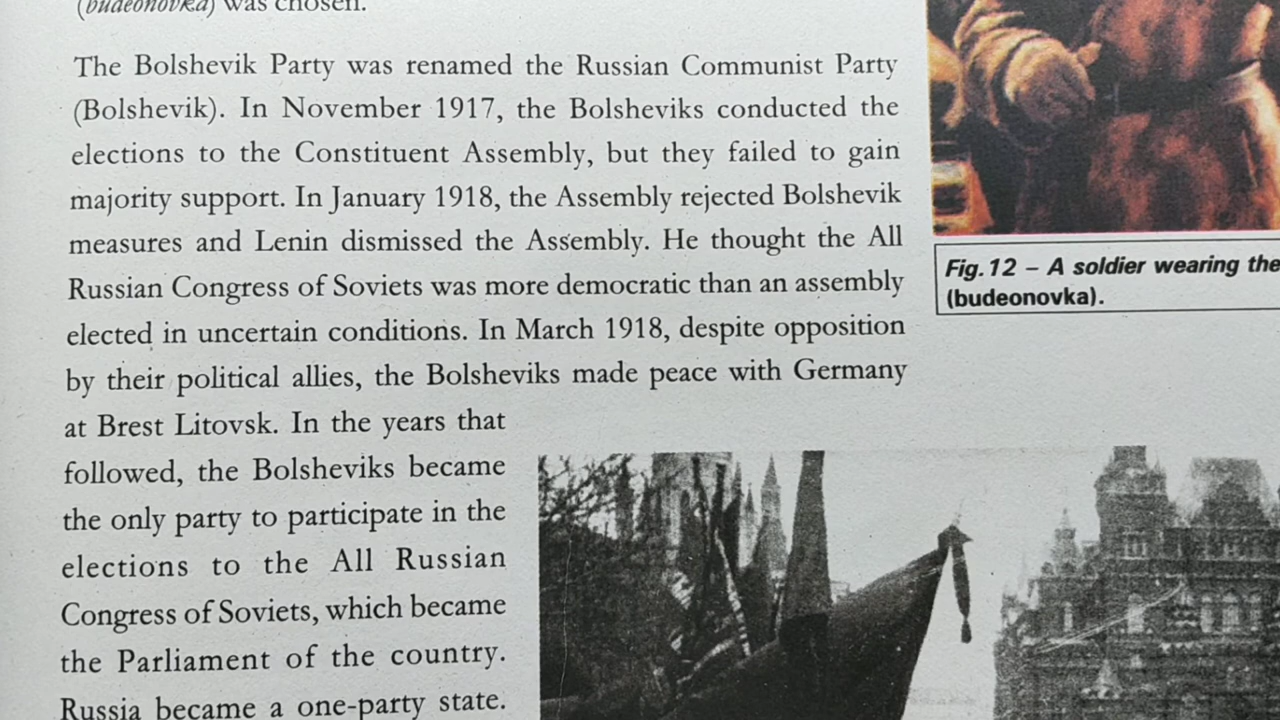 (budeonovka) was chosen.
The Bolshevik Party was renamed the Russian Communist Party
(Bolshevik). In November 1917, the Bolsheviks conducted the
elections to the Constituent Assembly, but they failed to gain
majority support. In January 1918, the Assembly rejected Bolshevik
measures and Lenin dismissed the Assembly. He thought the All
Russian Congress of Soviets was more democratic than an assembly
elected in uncertain conditions. In March 1918, despite opposition
by their political allies, the Bolsheviks made peace with Germany
at Brest Litovsk. In the years that
followed, the Bolsheviks became
the only party to participate in the
elections to the All Russian
Congress of Soviets, which became
the Parliament of the country.
Russia became a one-party state.
Fig.12 – A soldier wearing the
(budeonovka).